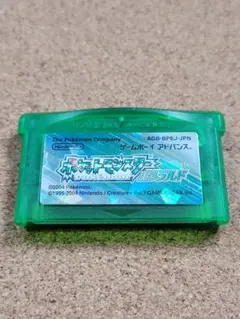 The Pokémon Company AGB-BPEJ-JPN
Nintendo ゲームボーイアドバンス
ポケットモンスター
エメラルド
©2004 Pokémon.
©1995-2004 Nintendo / Creatures inc. / GAME FREAK inc.